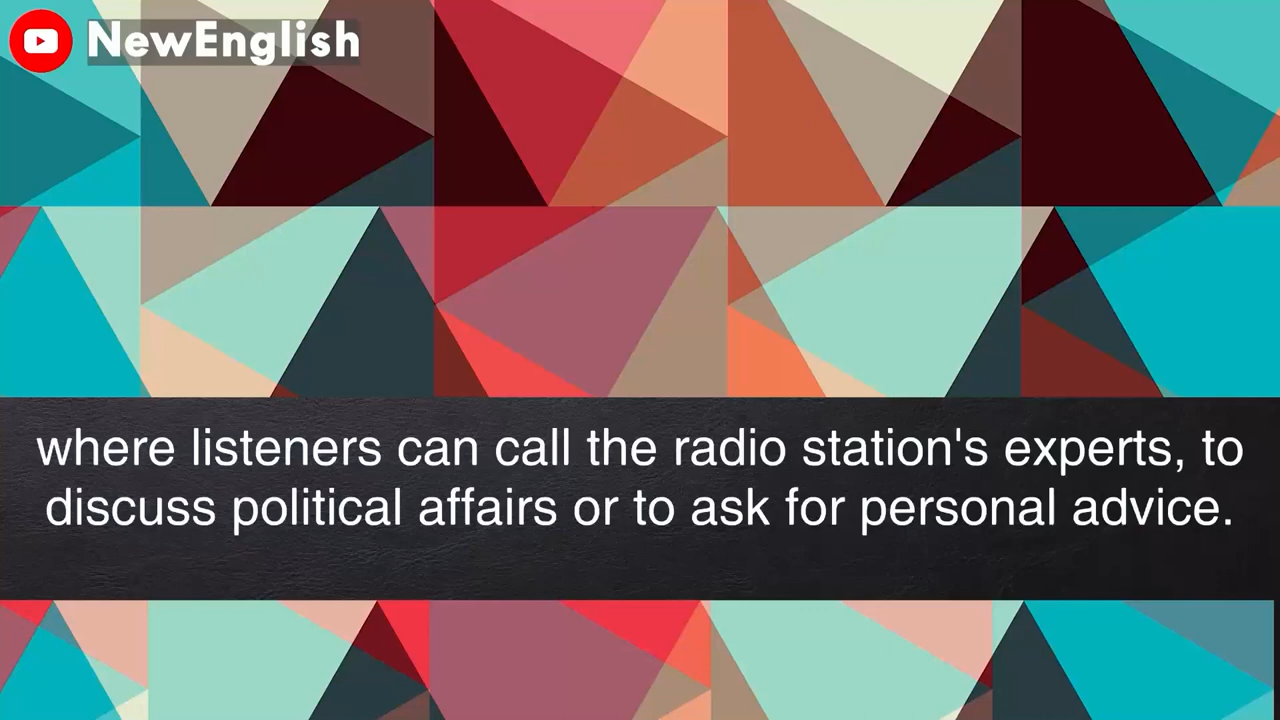 NewEnglish
where listeners can call the radio station's experts, to
discuss political affairs or to ask for personal advice.